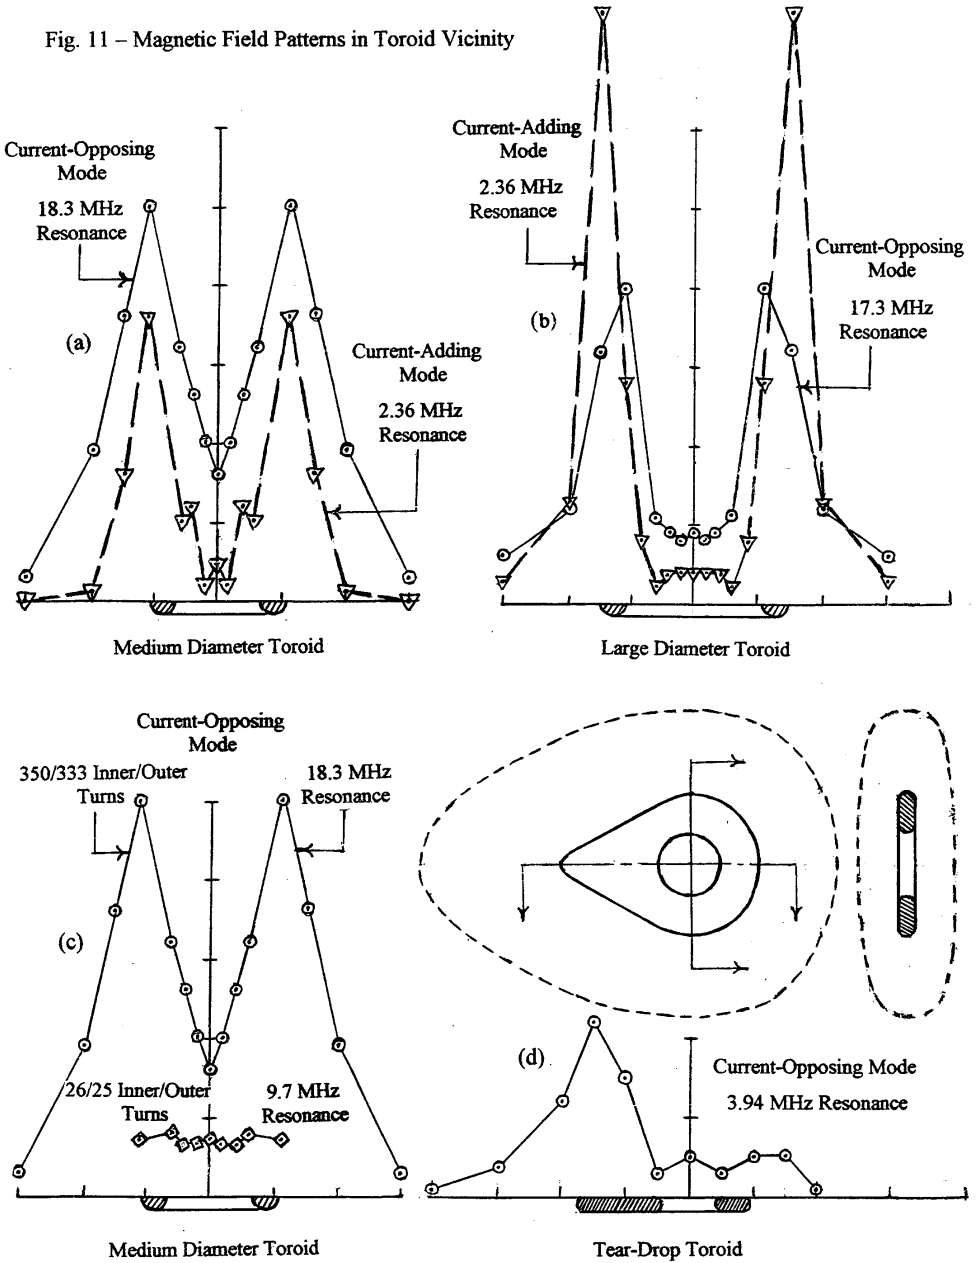 Fig. 11 – Magnetic Field Patterns in Toroid Vicinity
Current-Opposing
Mode
18.3 MHz
Resonance
(a)
Current-Adding
Mode
2.36 MHz
Resonance
Medium Diameter Toroid
Current-Adding
Mode
2.36 MHz
Resonance
(b)
Current-Opposing
Mode
17.3 MHz
Resonance
Large Diameter Toroid
Current-Opposing
Mode
350/333 Inner/Outer
Turns
18.3 MHz
Resonance
(c)
26/25 Inner/Outer
Turns
9.7 MHz
Resonance
Medium Diameter Toroid
(d)
Current-Opposing Mode
3.94 MHz Resonance
Tear-Drop Toroid